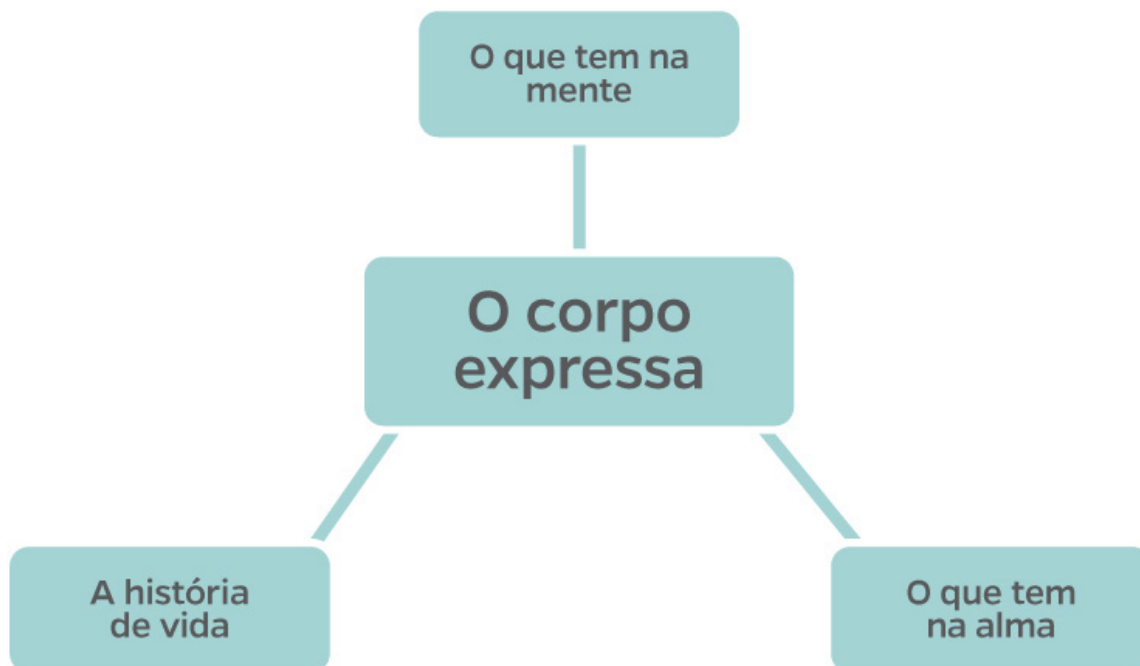 O que tem na
mente
O corpo
expressa
A história
de vida
O que tem
na alma